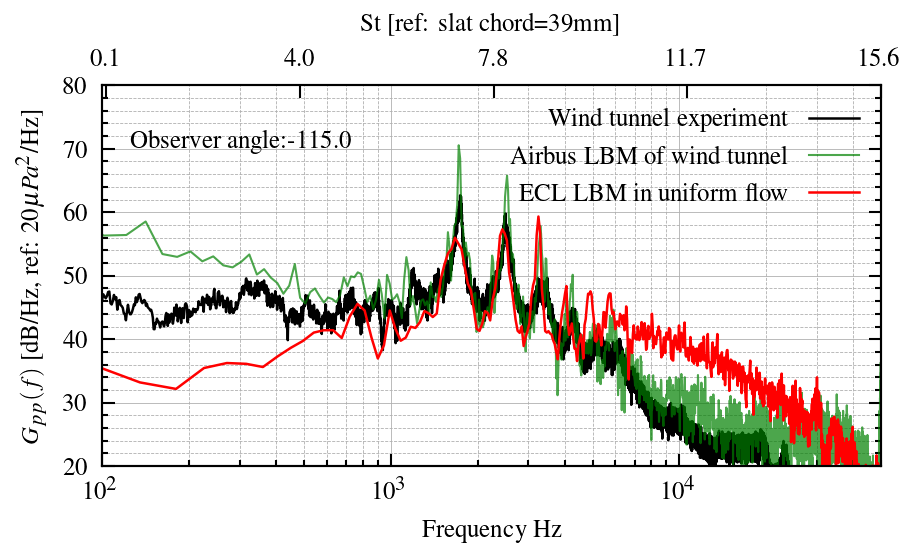 St [ref: slat chord=39mm]
0.1 4.0 7.8 11.7 15.6
80
70
60
50
40
30
20
G_{pp}(f) [dB/Hz, ref: 20μPa²/Hz]
Observer angle:-115.0
Wind tunnel experiment
Airbus LBM of wind tunnel
ECL LBM in uniform flow
10² 10³ 10⁴
Frequency Hz